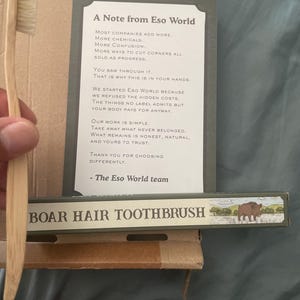 A Note from Eso World
Most companies add more.
More chemicals.
More confusion.
More ways to cut corners all
sold as progress.
You saw through it.
That is why this is in your hands.
We started Eso World because
we refused the hidden costs.
The things no label admits but
your body pays for anyway.
Our work is simple.
Take away what never belonged.
What remains is honest, natural,
and yours to trust.
Thank you for choosing
differently.
- The Eso World team
BOAR HAIR TOOTHBRUSH